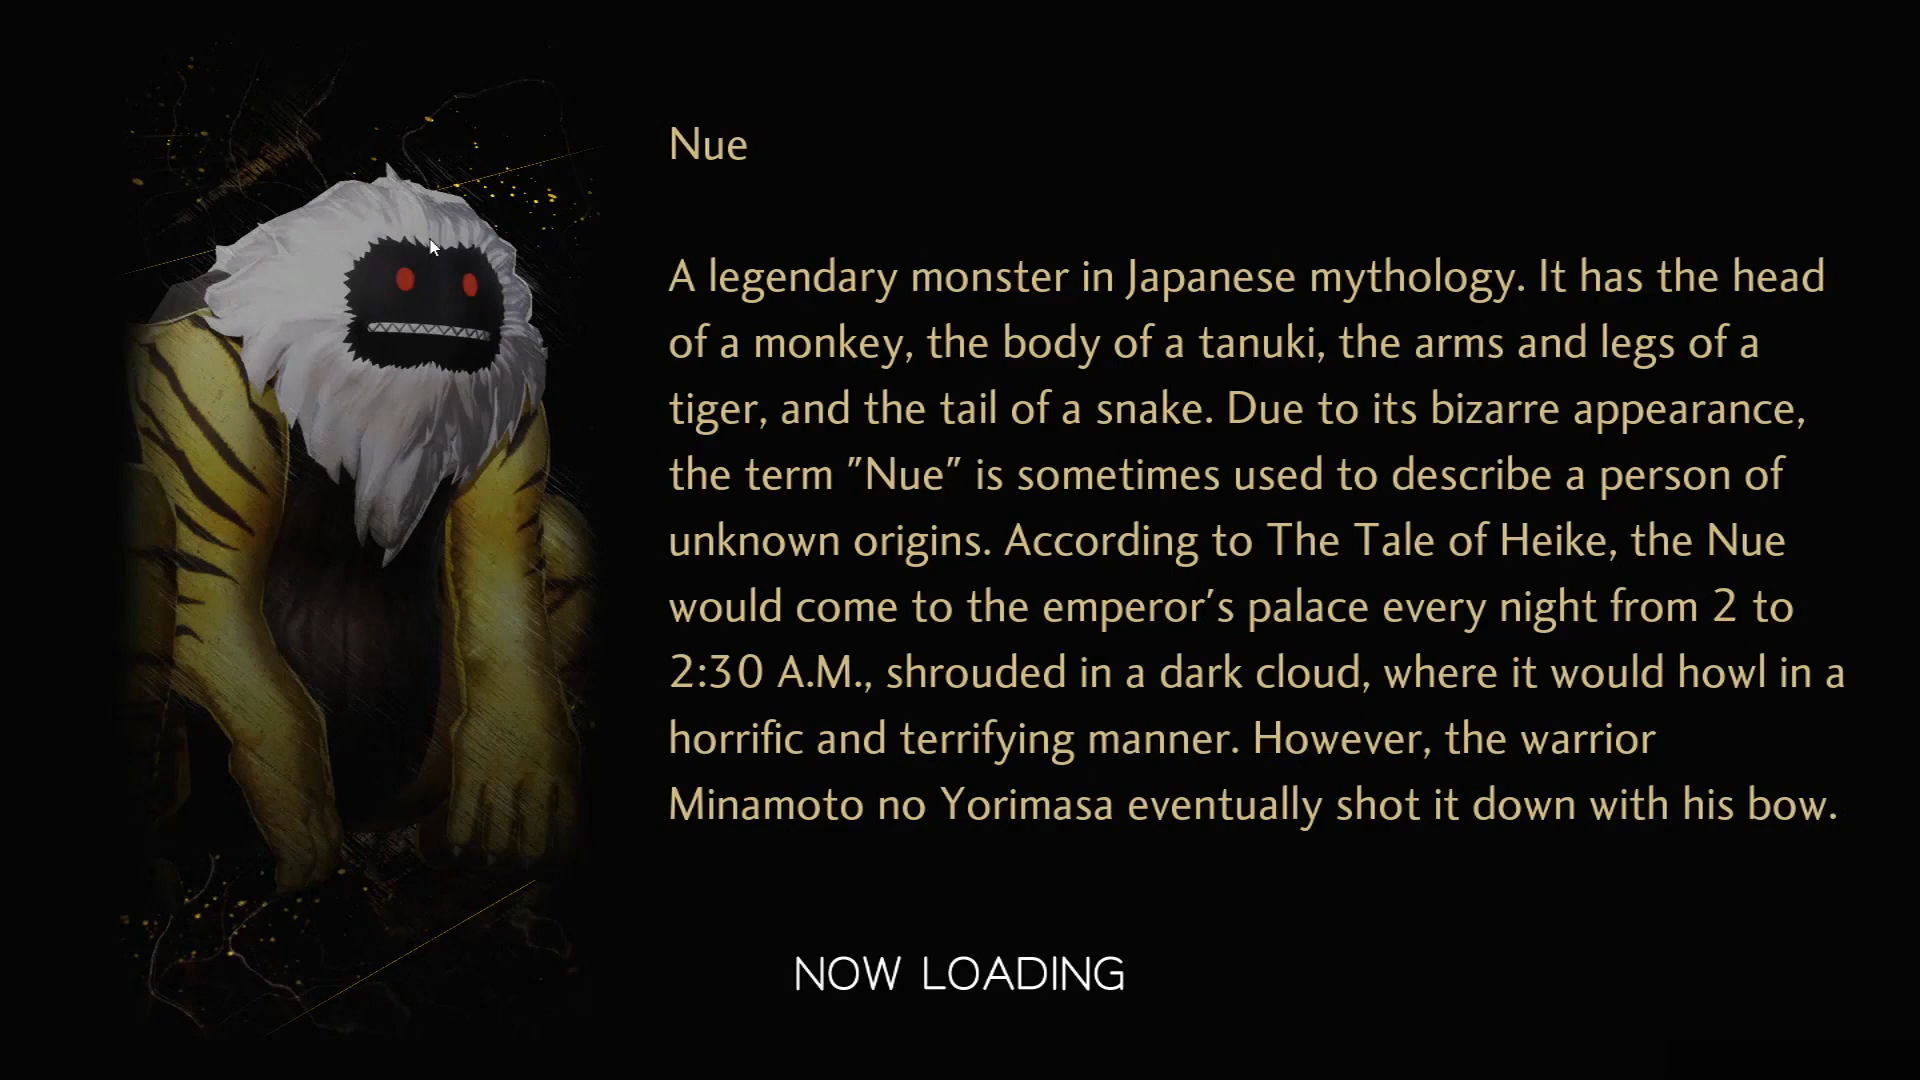 Nue
A legendary monster in Japanese mythology. It has the head
of a monkey, the body of a tanuki, the arms and legs of a
tiger, and the tail of a snake. Due to its bizarre appearance,
the term "Nue" is sometimes used to describe a person of
unknown origins. According to The Tale of Heike, the Nue
would come to the emperor's palace every night from 2 to
2:30 A.M., shrouded in a dark cloud, where it would howl in a
horrific and terrifying manner. However, the warrior
Minamoto no Yorimasa eventually shot it down with his bow.
NOW LOADING